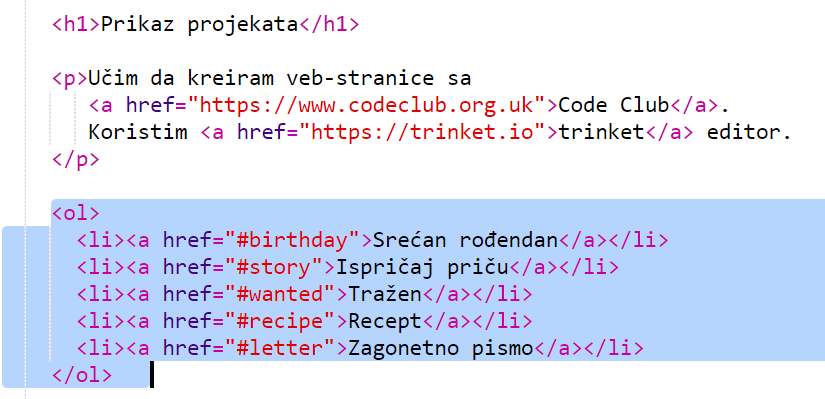 <h1>Prikaz projekata</h1>
<p>Učim da kreiram veb-stranice sa
<a href="https://www.codeclub.org.uk">Code Club</a>.
Koristim <a href="https://trinket.io">trinket</a> editor.
</p>
<ol>
<li><a href="#birthday">Srećan rođendan</a></li>
<li><a href="#story">Ispričaj priču</a></li>
<li><a href="#wanted">Tražen</a></li>
<li><a href="#recipe">Recept</a></li>
<li><a href="#letter">Zagonetno pismo</a></li>
</ol>